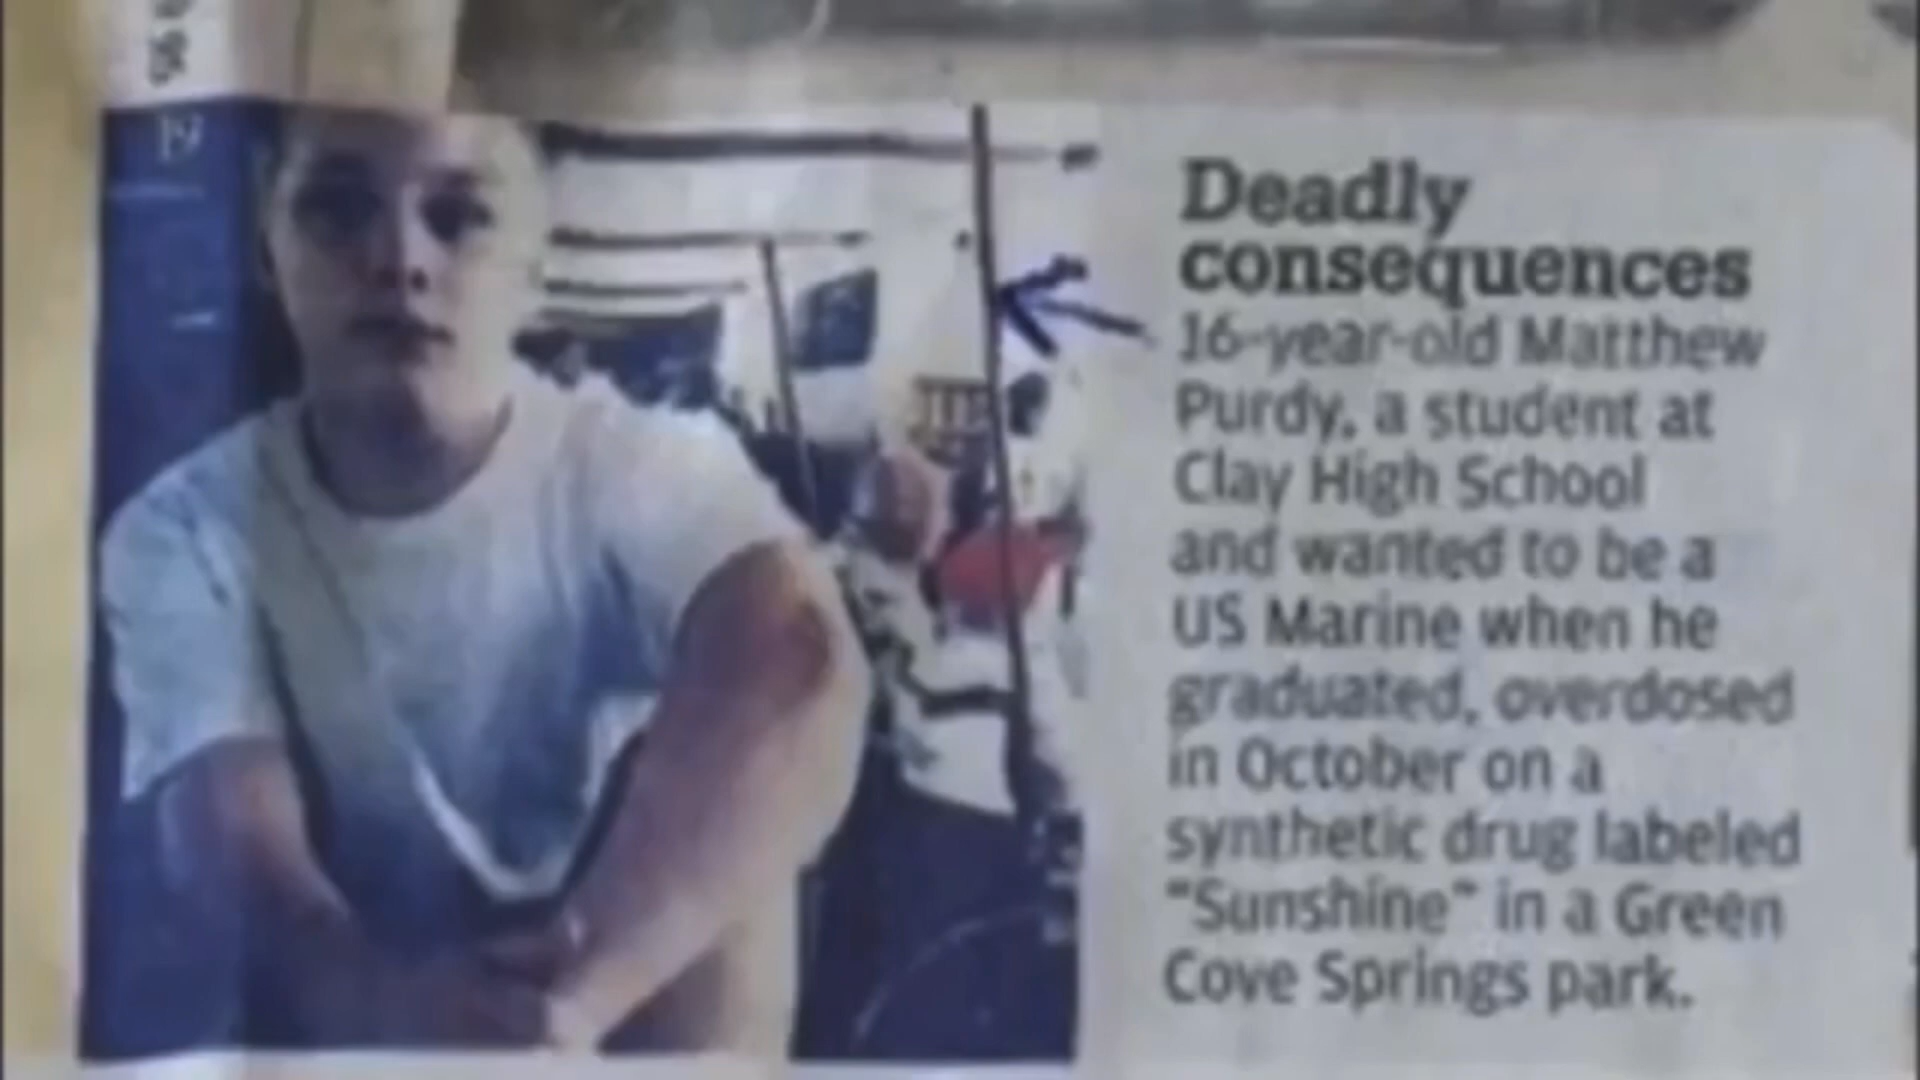 Deadly
consequences
16-year-old Matthew
Purdy, a student at
Clay High School
and wanted to be a
US Marine when he
graduated, overdosed
in October on a
synthetic drug labeled
"Sunshine" in a Green
Cove Springs park.